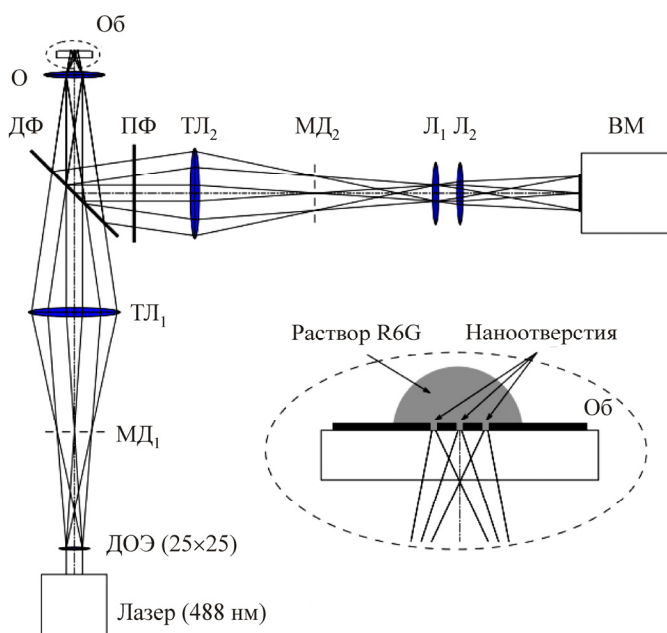 Об
О
ДФ
ПФ
ТЛ₂
МД₂
Л₁
Л₂
ВМ
ТЛ₁
Раствор R6G
Наноотверстия
Об
МД₁
ДОЭ (25×25)
Лазер (488 нм)